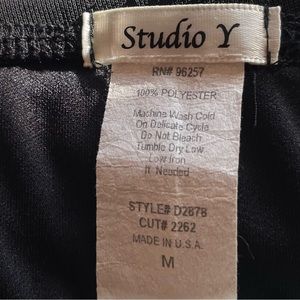 Studio Y
RN# 96257
100% POLYESTER
Machine Wash Cold
On Delicate Cycle
Do Not Bleach
Tumble Dry Low
Low Iron
If Needed
STYLE# D2878
CUT# 2262
MADE IN U.S.A.
M